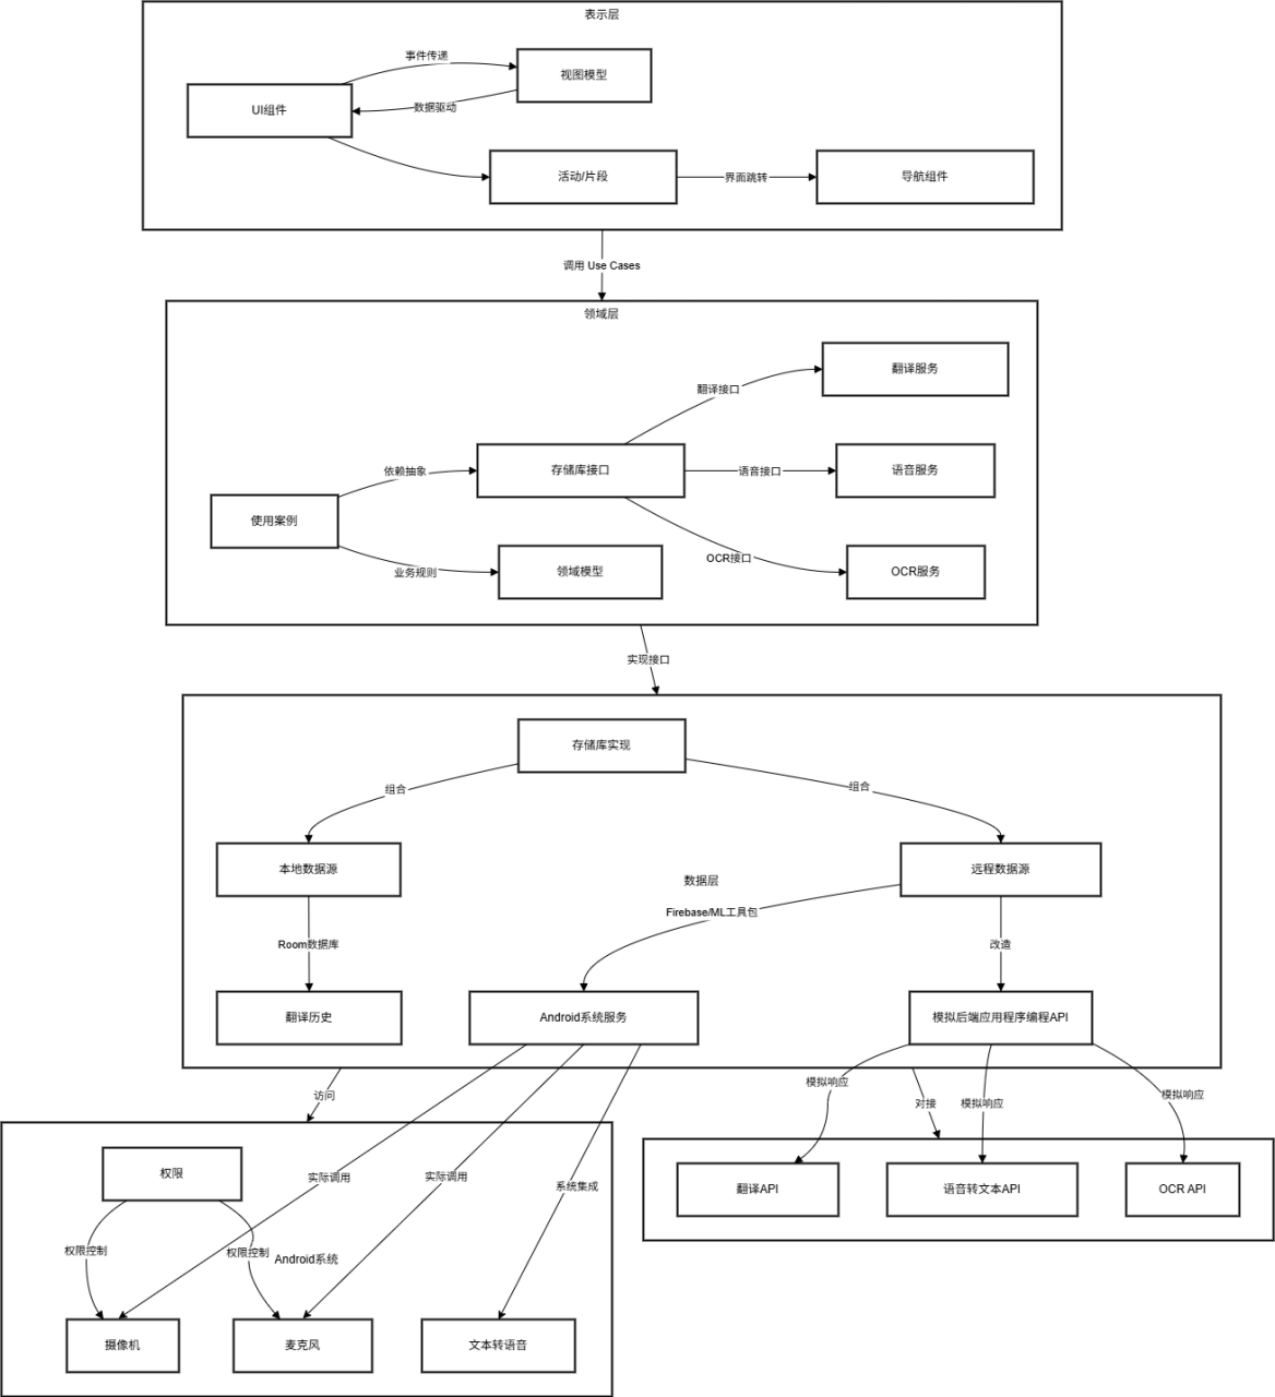 表示层
事件传递
视图模型
UI组件
数据驱动
活动/片段
界面跳转
导航组件
调用 Use Cases
领域层
翻译服务
翻译接口
依赖抽象
存储库接口
语音接口
语音服务
使用案例
OCR接口
业务规则
领域模型
OCR服务
实现接口
存储库实现
组合
组合
本地数据源
远程数据源
数据层
Firebase/ML工具包
Room数据库
改造
翻译历史
Android系统服务
模拟后端应用程序编程API
模拟响应
访问
对接
模拟响应
模拟响应
权限
实际调用
实际调用
系统集成
翻译API
语音转文本API
OCR API
权限控制
权限控制
Android系统
摄像机
麦克风
文本转语音